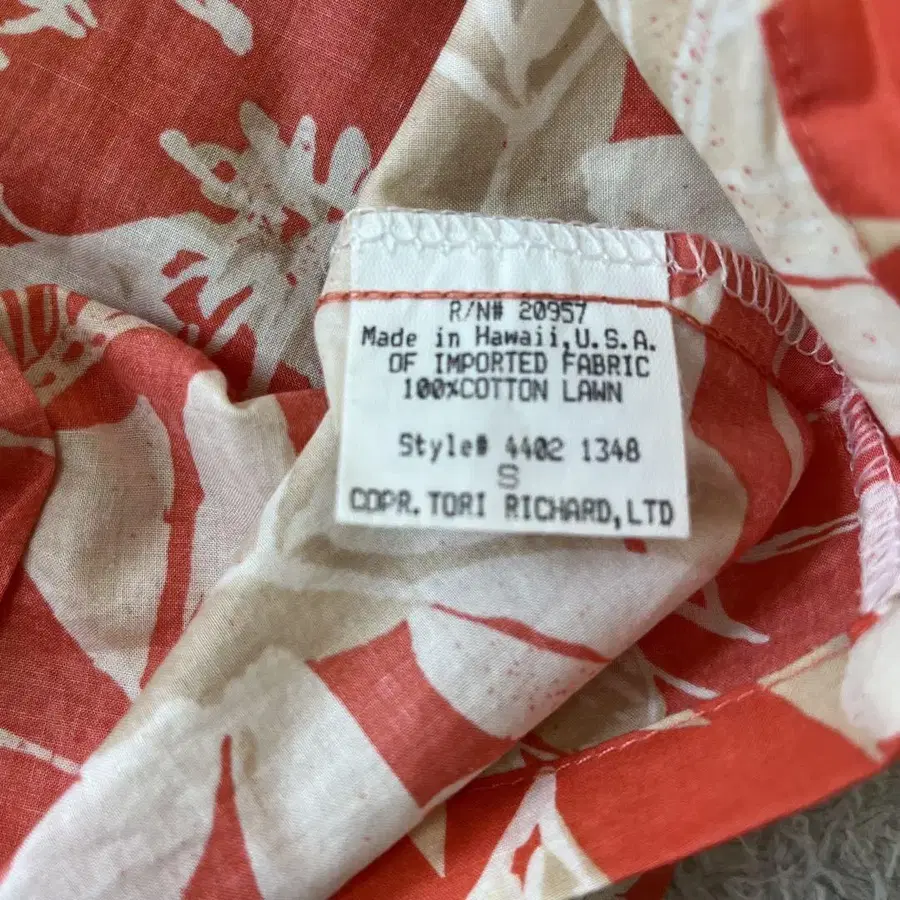 R/N# 20957
Made in Hawaii,U.S.A.
OF IMPORTED FABRIC
100%COTTON LAWN
Style# 4402 1348
S
COPR.TORI RICHARD,LTD